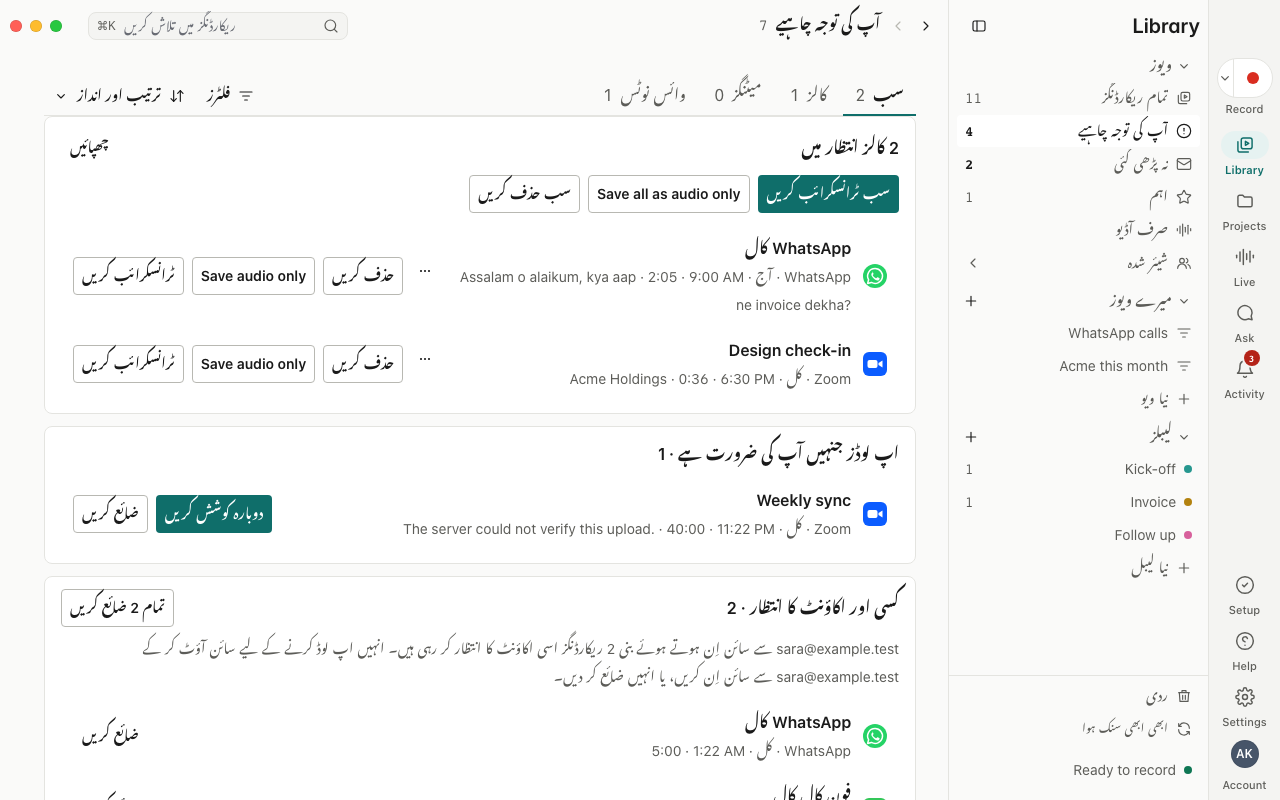 Record
Library
Projects
Live
Ask
3
Activity
Setup
Help
Settings
AK
Account
Library
ویوز
تمام ریکارڈنگز 11
آپ کی توجہ چاہیے 4
نہ پڑھی گئی 2
اہم 1
صرف آڈیو
شیئر شدہ
میرے ویوز
WhatsApp calls
Acme this month
نیا ویو
لیبلز
Kick-off 1
Invoice 1
Follow up
نیا لیبل
ردی
ابھی ابھی سنک ہوا
Ready to record
آپ کی توجہ چاہیے 7
ریکارڈنگز میں تلاش کریں ⌘K
سب 2 کالز 1 میٹنگز 0 وائس نوٹس 1
فلٹرز ترتیب اور انداز
2 کالز انتظار میں چھپائیں
سب ٹرانسکرائب کریں Save all as audio only سب حذف کریں
WhatsApp کال
WhatsApp · آج · 9:00 AM · 2:05 · Assalam o alaikum, kya aap
ne invoice dekha?
··· حذف کریں Save audio only ٹرانسکرائب کریں
Design check-in
Zoom · کل · 6:30 PM · 0:36 · Acme Holdings
··· حذف کریں Save audio only ٹرانسکرائب کریں
اپ لوڈز جنہیں آپ کی ضرورت ہے · 1
Weekly sync
Zoom · کل · 11:22 PM · 40:00 · The server could not verify this upload.
دوبارہ کوشش کریں ضائع کریں
کسی اور اکاؤنٹ کا انتظار · 2 تمام 2 ضائع کریں
sara@example.test سے سائن اِن ہوتے ہوئے بنی 2 ریکارڈنگز اسی اکاؤنٹ کا انتظار کر رہی ہیں۔ انہیں اپ لوڈ کرنے کے لیے سائن آؤٹ کر کے
sara@example.test سے سائن اِن کریں، یا انہیں ضائع کر دیں۔
WhatsApp کال
WhatsApp · کل · 1:22 AM · 5:00
ضائع کریں
فون کال کال